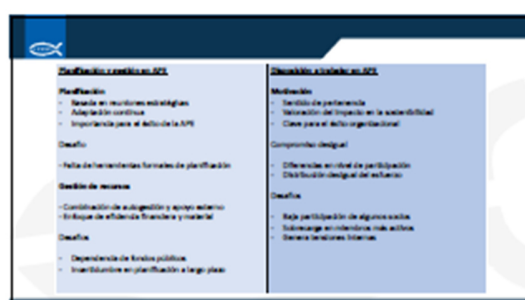 Planificación y gestión en APE
Planificación
- Basada en reuniones estratégicas
- Adaptación continua
- Importancia para el éxito de la APE
Desafío
- Falta de herramientas formales de planificación
Gestión de recursos
- Combinación de autogestión y apoyo externo
- Enfoque de eficiencia financiera y material
Desafíos
- Dependencia de fondos públicos
- Incertidumbre en planificación a largo plazo
Disposición a trabajar en APE
Motivación
- Sentido de pertenencia
- Valoración del impacto en la sostenibilidad
- Clave para el éxito organizacional
Compromiso desigual
- Diferencias en nivel de participación
- Distribución desigual del esfuerzo
Desafíos
- Baja participación de algunos socios
- Sobrecarga en miembros más activos
- Genera tensiones internas